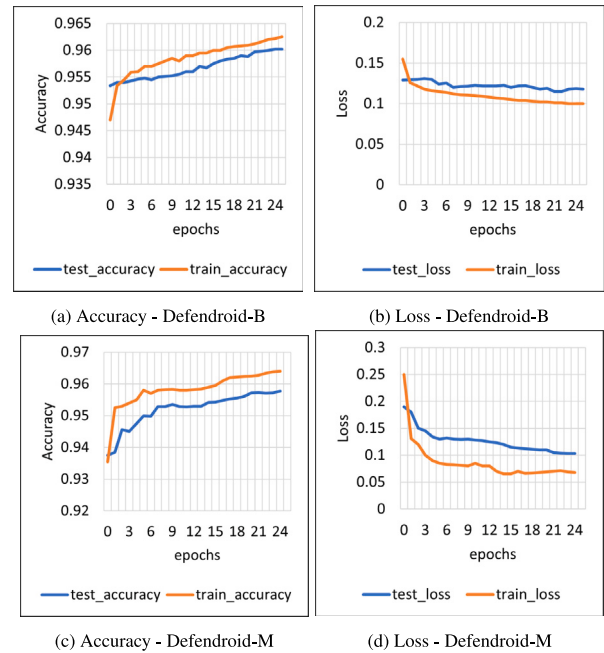 0.965
0.96
0.955
0.95
0.945
0.94
0.935
Accuracy
0 3 6 9 12 15 18 21 24
epochs
test_accuracy train_accuracy
(a) Accuracy - Defendroid-B
0.2
0.15
0.1
0.05
0
Loss
0 3 6 9 12 15 18 21 24
epochs
test_loss train_loss
(b) Loss - Defendroid-B
0.97
0.96
0.95
0.94
0.93
0.92
Accuracy
0 3 6 9 12 15 18 21 24
epochs
test_accuracy train_accuracy
(c) Accuracy - Defendroid-M
0.3
0.25
0.2
0.15
0.1
0.05
0
Loss
0 3 6 9 12 15 18 21 24
epochs
test_loss train_loss
(d) Loss - Defendroid-M